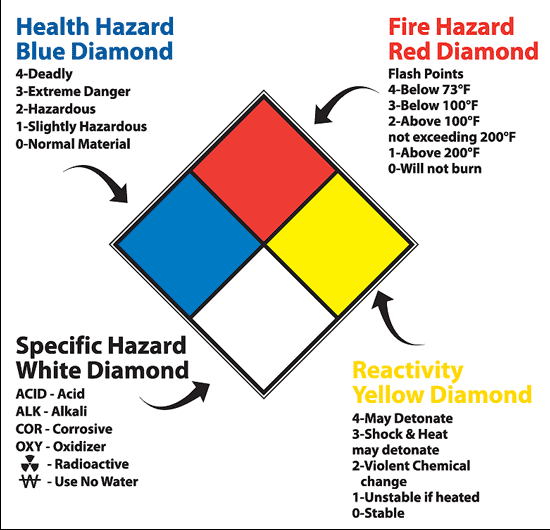 Health Hazard
Blue Diamond
4-Deadly
3-Extreme Danger
2-Hazardous
1-Slightly Hazardous
0-Normal Material
Fire Hazard
Red Diamond
Flash Points
4-Below 73°F
3-Below 100°F
2-Above 100°F
not exceeding 200°F
1-Above 200°F
0-Will not burn
Specific Hazard
White Diamond
ACID - Acid
ALK - Alkali
COR - Corrosive
OXY - Oxidizer
- Radioactive
W - Use No Water
Reactivity
Yellow Diamond
4-May Detonate
3-Shock & Heat
may detonate
2-Violent Chemical
change
1-Unstable if heated
0-Stable